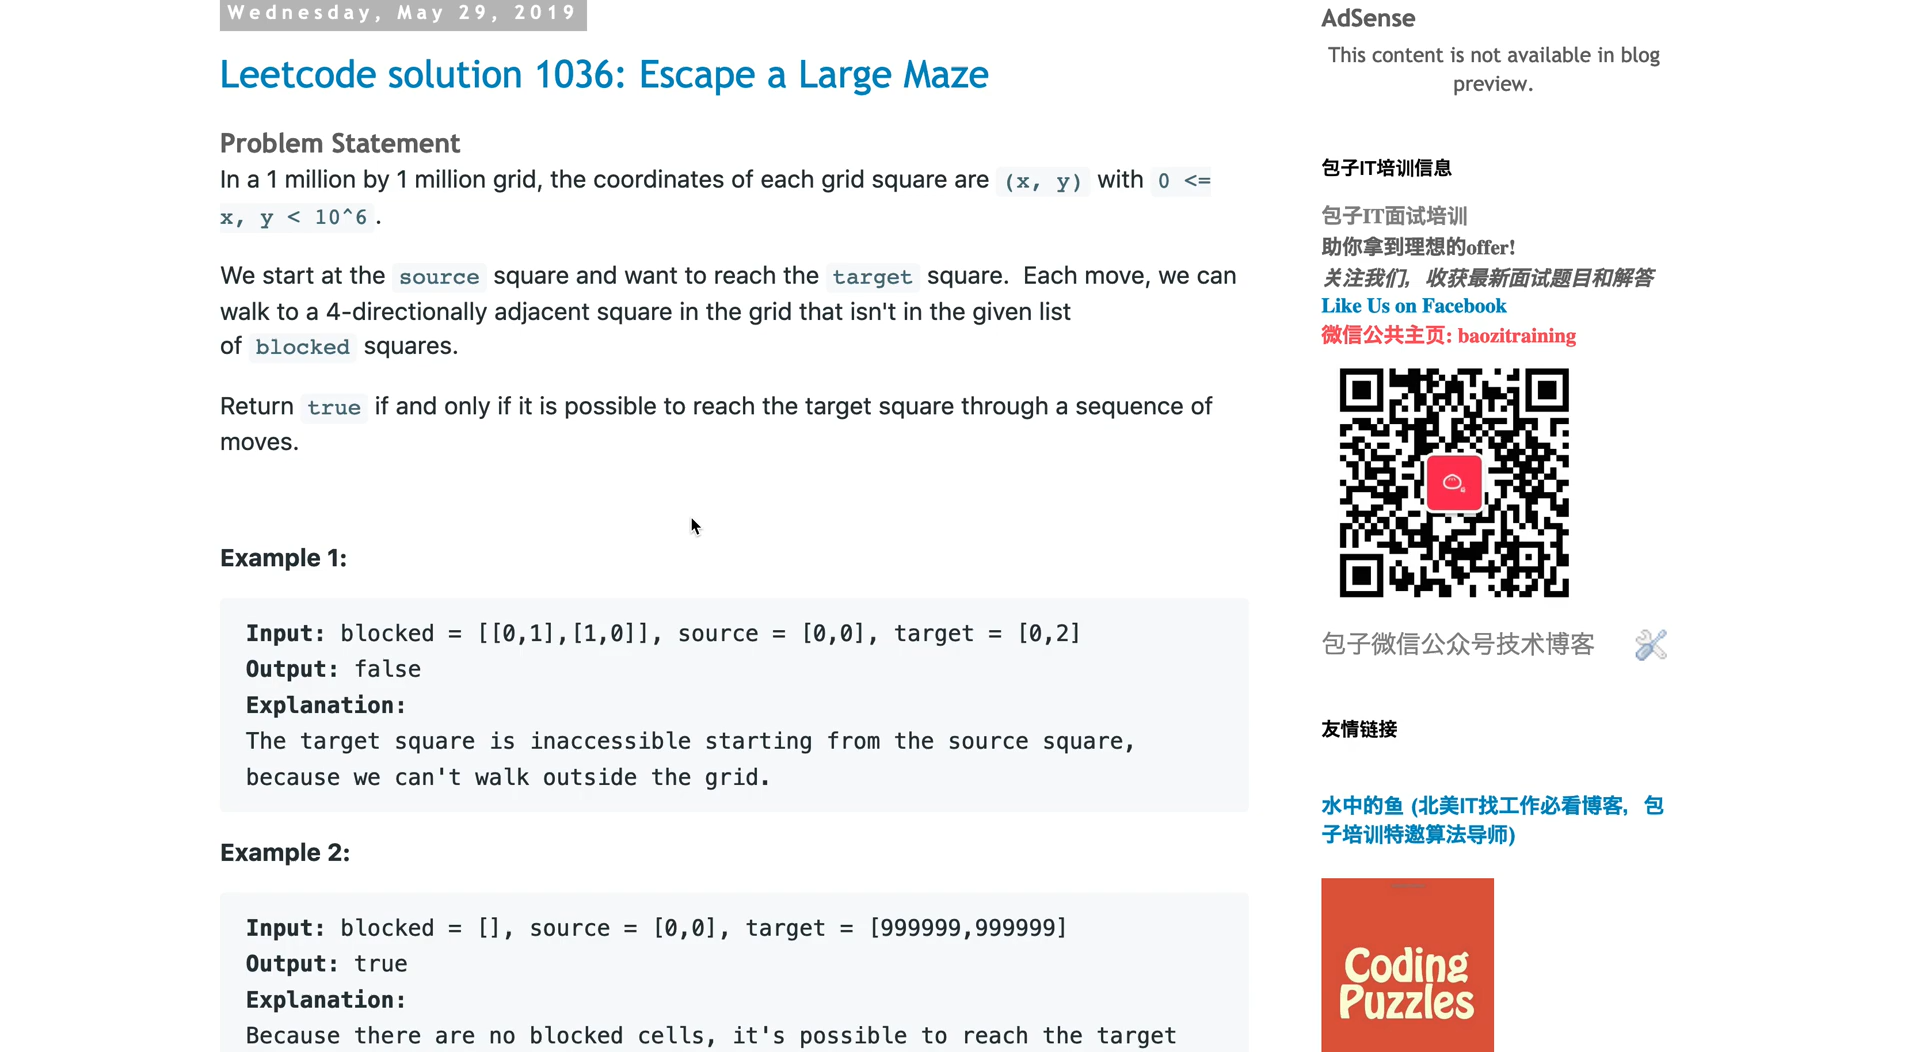 Wednesday, May 29, 2019
Leetcode solution 1036: Escape a Large Maze
Problem Statement
In a 1 million by 1 million grid, the coordinates of each grid square are (x, y) with 0 <=
x, y < 10^6.
We start at the source square and want to reach the target square.  Each move, we can
walk to a 4-directionally adjacent square in the grid that isn't in the given list
of blocked squares.
Return true if and only if it is possible to reach the target square through a sequence of
moves.
Example 1:
Input: blocked = [[0,1],[1,0]], source = [0,0], target = [0,2]
Output: false
Explanation:
The target square is inaccessible starting from the source square,
because we can't walk outside the grid.
Example 2:
Input: blocked = [], source = [0,0], target = [999999,999999]
Output: true
Explanation:
Because there are no blocked cells, it's possible to reach the target
AdSense
This content is not available in blog
preview.
包子IT培训信息
包子IT面试培训
助你拿到理想的offer!
关注我们，收获最新面试题目和解答
Like Us on Facebook
微信公共主页: baozitraining
包子微信公众号技术博客
友情链接
水中的鱼 (北美IT找工作必看博客，包
子培训特邀算法导师)
Coding
Puzzles